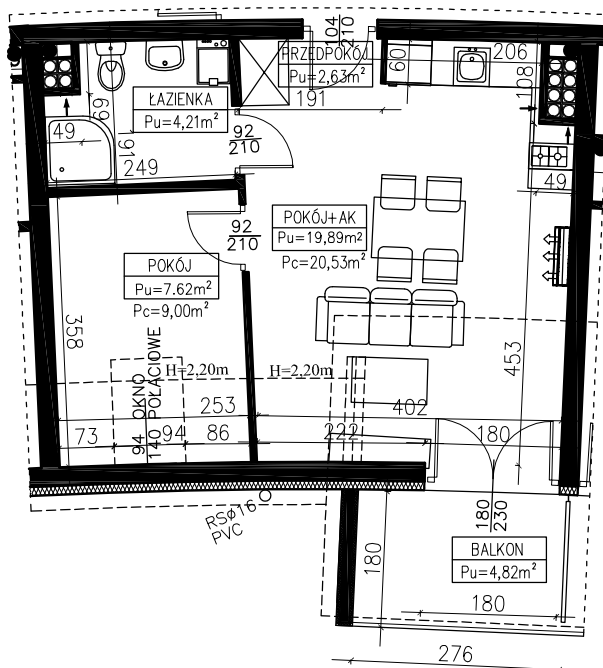 104
210
PRZEDPOKÓJ
Pu=2,63m²
60
206
108
191
ŁAZIENKA
Pu=4,21m²
69
49
91
249
92
210
49
92
210
POKÓJ+AK
Pu=19,89m²
Pc=20,53m²
POKÓJ
Pu=7.62m²
Pc=9,00m²
358
94 OKNO
140 POŁACIOWE
H=2,20m
H=2,20m
453
253
402
73
94
86
222
180
RSø16
PVC
180
230
180
BALKON
Pu=4,82m²
180
276